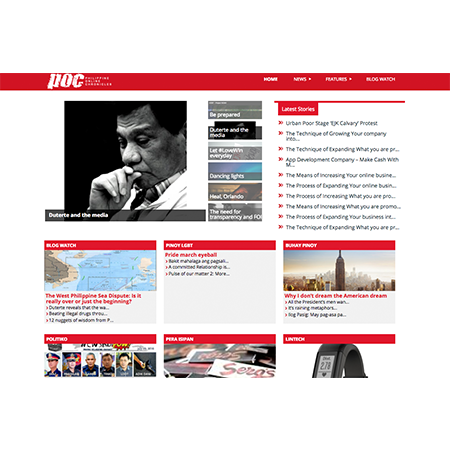 poc PHILIPPINE
ONLINE
CHRONICLES
HOME NEWS FEATURES BLOG WATCH
Duterte and the media
Be prepared
Duterte and the
media
Let #LoveWin
everyday
Dancing lights
Heal, Orlando
The need for
transparency and FOI
Latest Stories
Urban Poor Stage 'EJK Calvary' Protest
The Technique of Growing Your company
into...
The Technique of Expanding What you are pr...
App Development Company – Make Cash With
M...
The Means of Increasing Your online busine...
The Process of Expanding Your online busin...
The Process of Increasing What you are pro...
The Means of Increasing What you are promo...
The Process of Expanding Your business int...
The Technique of Expanding What you are pr...
BLOG WATCH
The West Philippine Sea Dispute: Is it
really over or just the beginning?
Duterte reveals that the wa...
Beating illegal drugs throu...
12 nuggets of wisdom from P...
PINOY LGBT
Pride march eyeball
Bakit mahalaga ang pagsali...
A committed Relationship is...
Pulse of our matter 2: More...
BUHAY PINOY
Why I don't dream the American dream
All the President's men wan...
It's raining metaphors...
Ilog Pasig: May pag-asa pa...
POLITIKO
PERA ISIPAN
Pesos
LINTECH
2.78